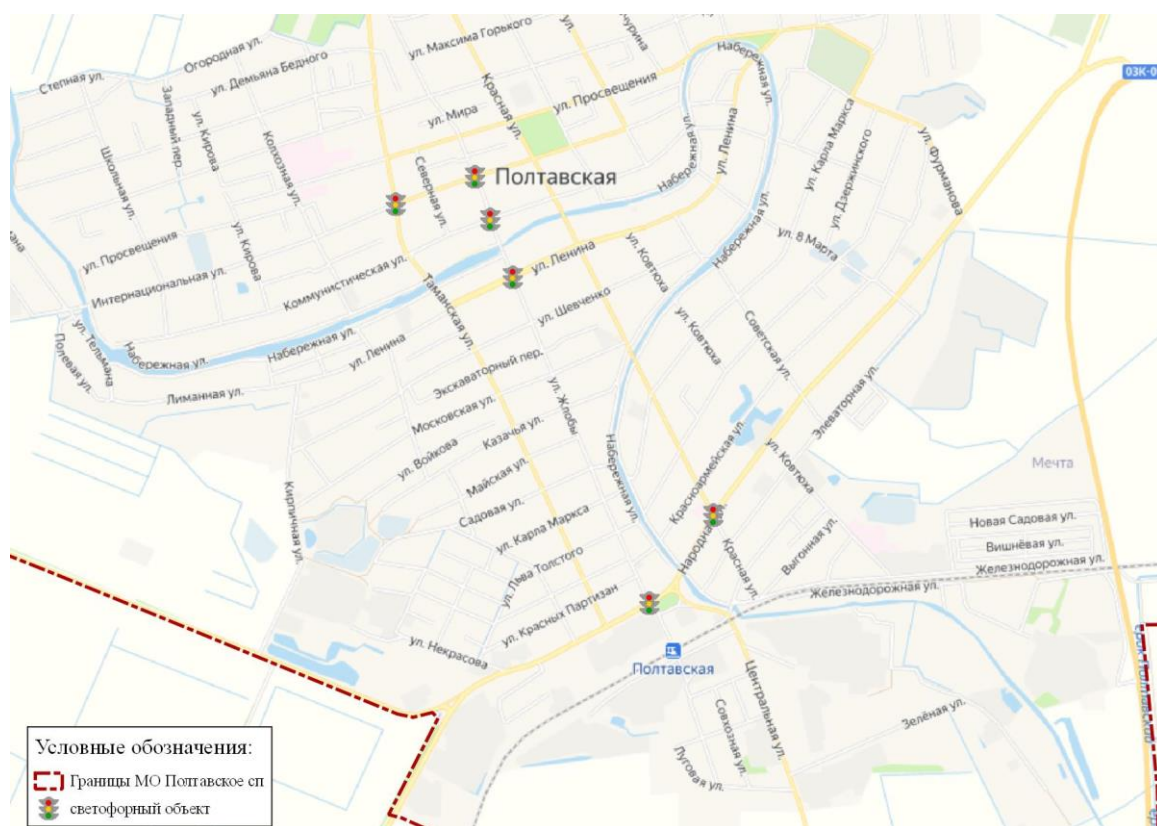 ул. Максима Горького
Огородная ул.
Степная ул.
ул. Демьяна Бедного
Западный пер.
ул. Кирова
Колхозная ул.
Школьная ул.
ул. Мира
Красная ул.
ул. Просвещения
Набережная ул.
03К-0
Набережная ул.
ул. Ленина
ул. Карла Маркса
ул. Дзержинского
ул. Фурманова
Северная ул.
Полтавская
Набережная ул.
ул. 8 Марта
ул. Просвещения
ул. Кирова
Интернациональная ул.
Коммунистическая ул.
Таманская ул.
ул. Ленина
ул. Ковтюха
ул. Шевченко
ул. Тельмана
Полевая ул.
Набережная ул.
Набережная ул.
ул. Ленина
Лиманная ул.
Экскаваторный пер.
ул. Ковтюха
Советская ул.
Московская ул.
ул. Жлобы
Казачья ул.
ул. Войкова
Майская ул.
Набережная ул.
Красноармейская ул.
Элеваторная ул.
ул. Ковтюха
Мечта
Кирпичная ул.
Садовая ул.
ул. Карла Маркса
ул. Льва Толстого
Народна
Красная ул.
Выгонная ул.
Новая Садовая ул.
Вишнёвая ул.
Железнодорожная ул.
Железнодорожная ул.
ул. Красных Партизан
ул. Некрасова
Полтавская
Центральная ул.
Совхозная ул.
Луговая ул.
Зелёная ул.
Условные обозначения:
Границы МО Полтавское сп
светофорный объект